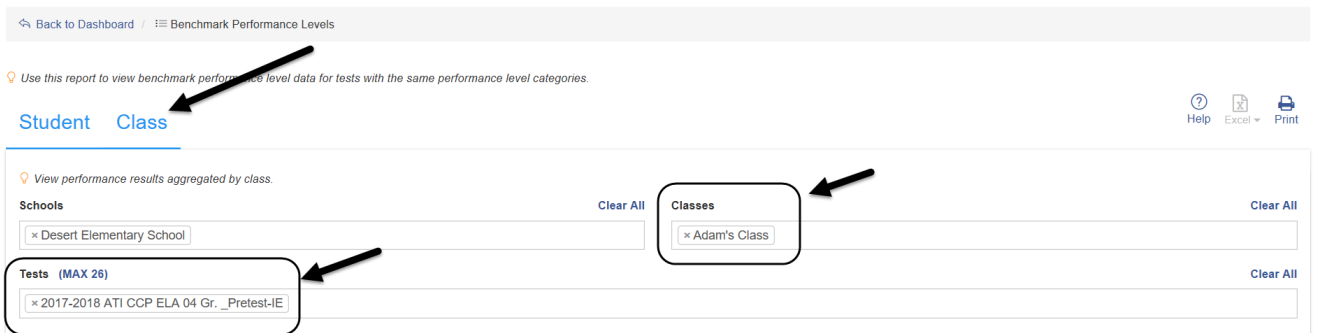 Back to Dashboard / Benchmark Performance Levels
Use this report to view benchmark performance level data for tests with the same performance level categories.
Student Class
Help Excel Print
View performance results aggregated by class.
Schools Clear All Classes Clear All
× Desert Elementary School × Adam's Class
Tests (MAX 26) Clear All
× 2017-2018 ATI CCP ELA 04 Gr. _Pretest-IE